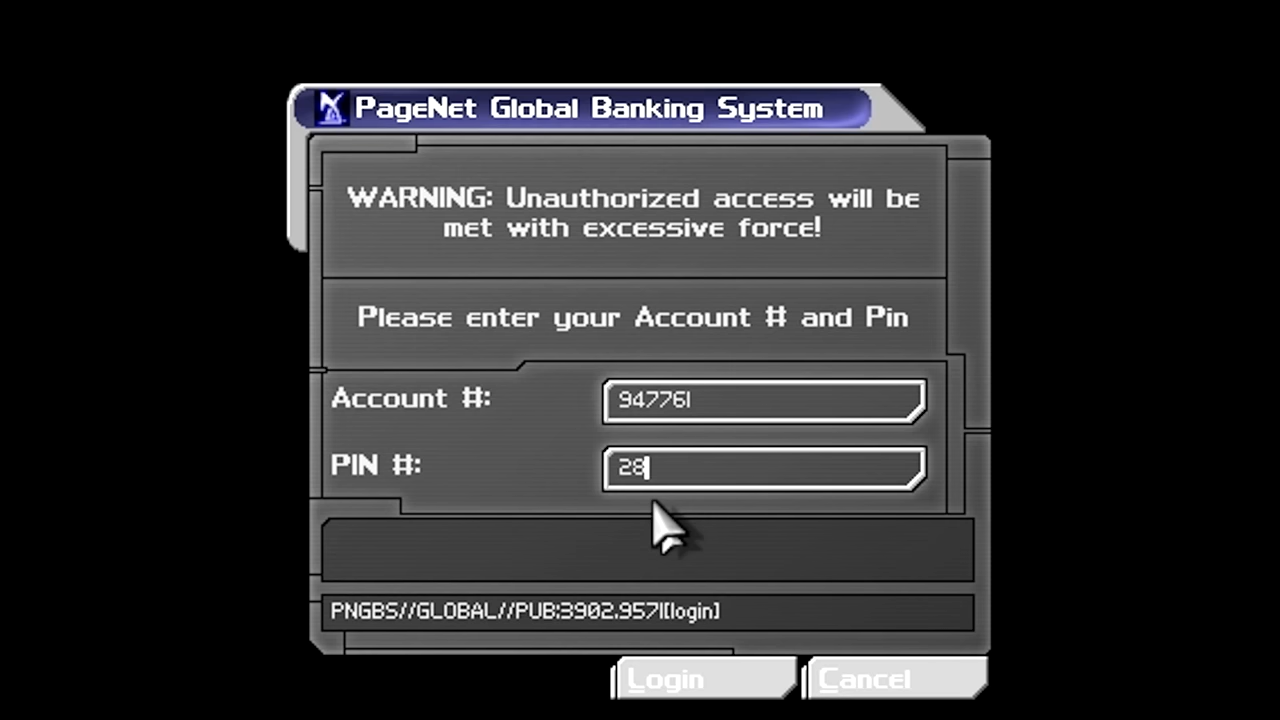 PageNet Global Banking System
WARNING: Unauthorized access will be
met with excessive force!
Please enter your Account # and Pin
Account #: 947761
PIN #: 28
PNGBS//GLOBAL//PUB:3902.9571[login]
Login Cancel